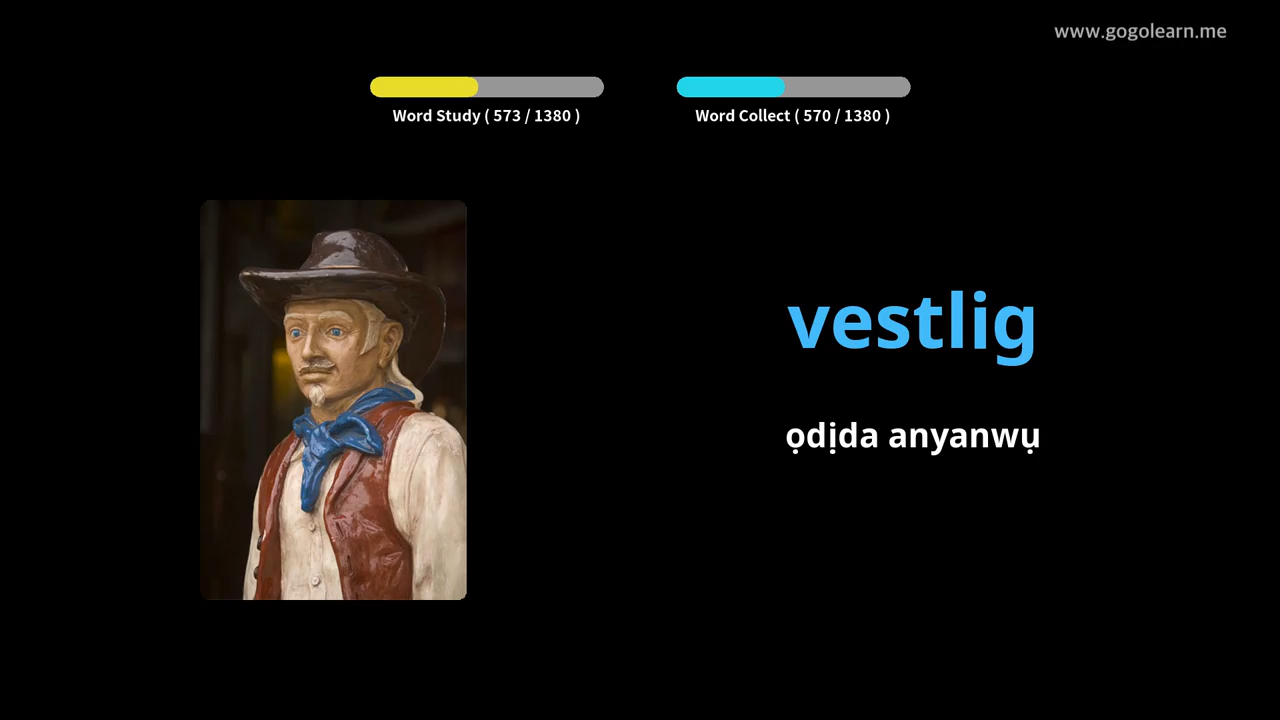 www.gogolearn.me
Word Study ( 573 / 1380 )
Word Collect ( 570 / 1380 )
vestlig
ọdịda anyanwụ